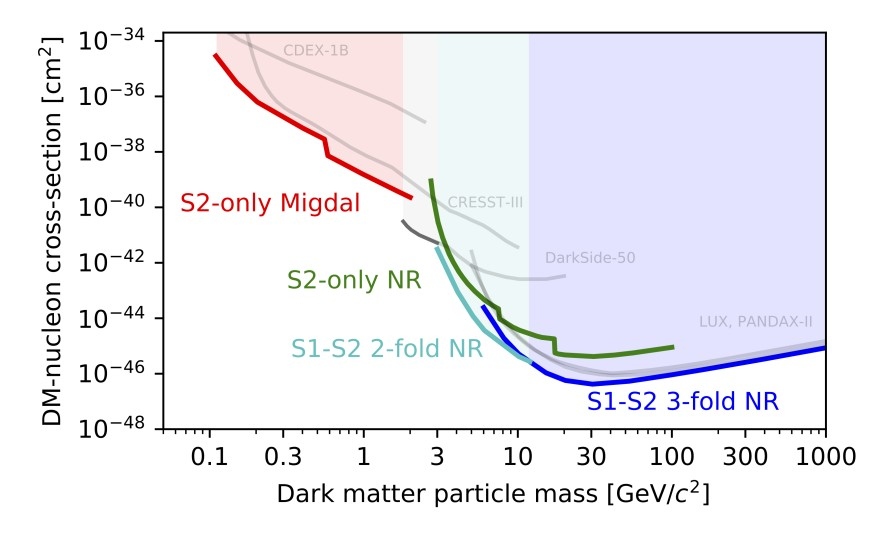 10⁻³⁴
10⁻³⁶
10⁻³⁸
10⁻⁴⁰
10⁻⁴²
10⁻⁴⁴
10⁻⁴⁶
10⁻⁴⁸
DM-nucleon cross-section [cm²]
CDEX-1B
S2-only Migdal
CRESST-III
DarkSide-50
S2-only NR
LUX, PANDAX-II
S1-S2 2-fold NR
S1-S2 3-fold NR
0.1 0.3 1 3 10 30 100 300 1000
Dark matter particle mass [GeV/c²]